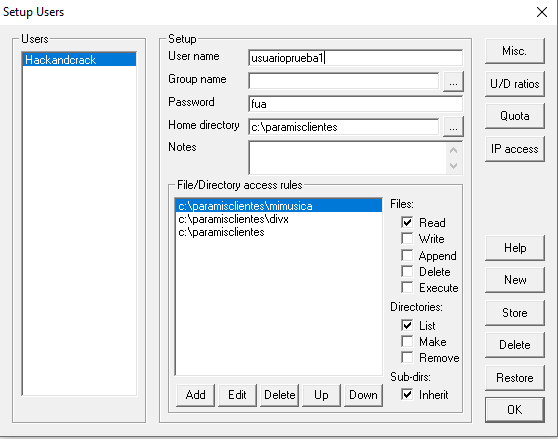 Setup Users
Users
Hackandcrack
Setup
User name
usuarioprueba1
Group name
...
Password
fua
Home directory
c:\paramisclientes
...
Notes
File/Directory access rules
c:\paramisclientes\mimusica
c:\paramisclientes\divx
c:\paramisclientes
Files:
Read
Write
Append
Delete
Execute
Directories:
List
Make
Remove
Sub-dirs:
Inherit
Add
Edit
Delete
Up
Down
Misc.
U/D ratios
Quota
IP access
Help
New
Store
Delete
Restore
OK